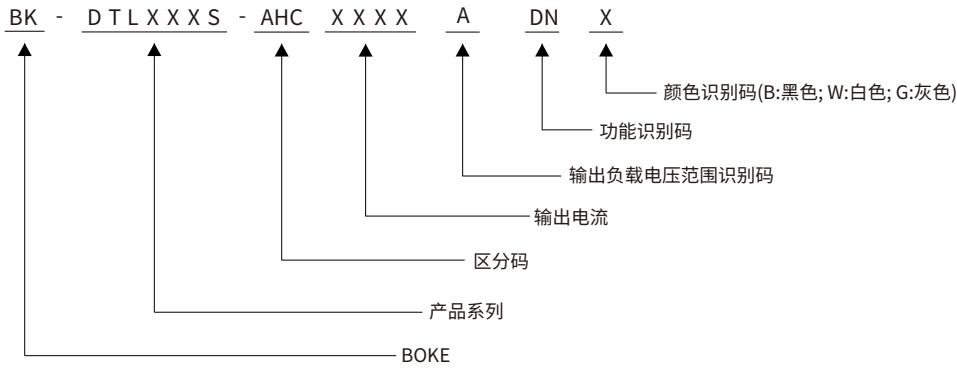 BK - DTLXXXS - AHC XXXX A DN X
颜色识别码(B:黑色; W:白色; G:灰色)
功能识别码
输出负载电压范围识别码
输出电流
区分码
产品系列
BOKE